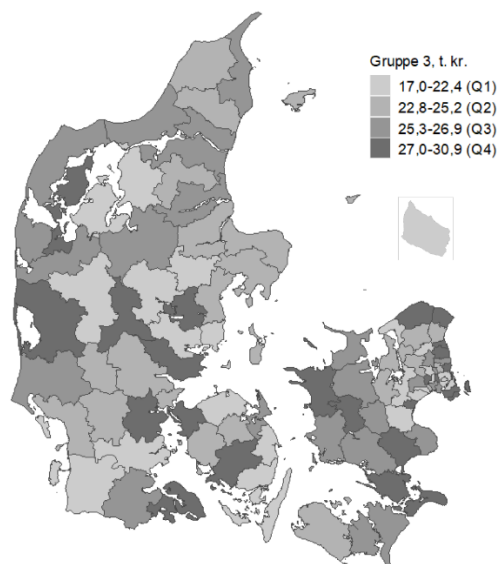 Gruppe 3, t. kr.
17,0-22,4 (Q1)
22,8-25,2 (Q2)
25,3-26,9 (Q3)
27,0-30,9 (Q4)